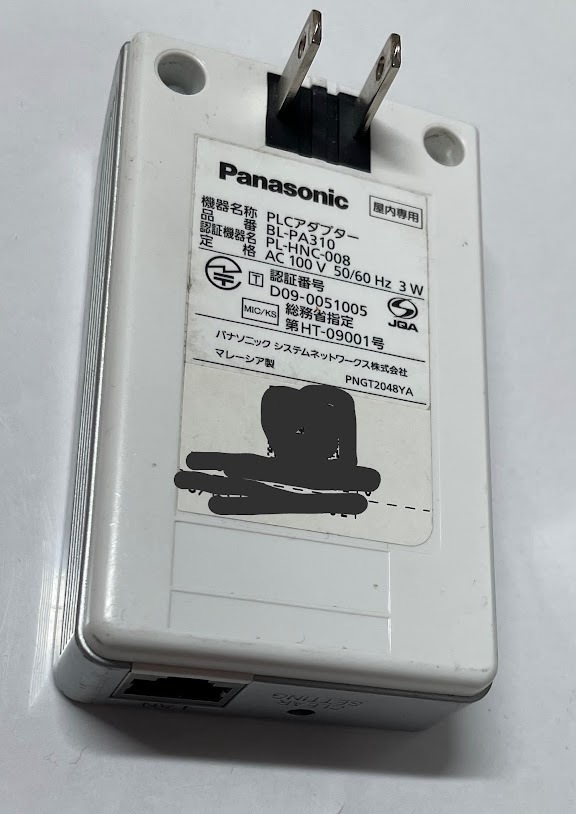 Panasonic
屋内専用
機器名称 PLCアダプター
品番 BL-PA310
認証機器名 PL-HNC-008
定格 AC 100 V 50/60 Hz 3 W
T 認証番号
D09-0051005
JQA
MIC/KS 総務省指定
第HT-09001号
パナソニック システムネットワークス株式会社
マレーシア製 PNGT2048YA
LAN
CLEAR
SETTING